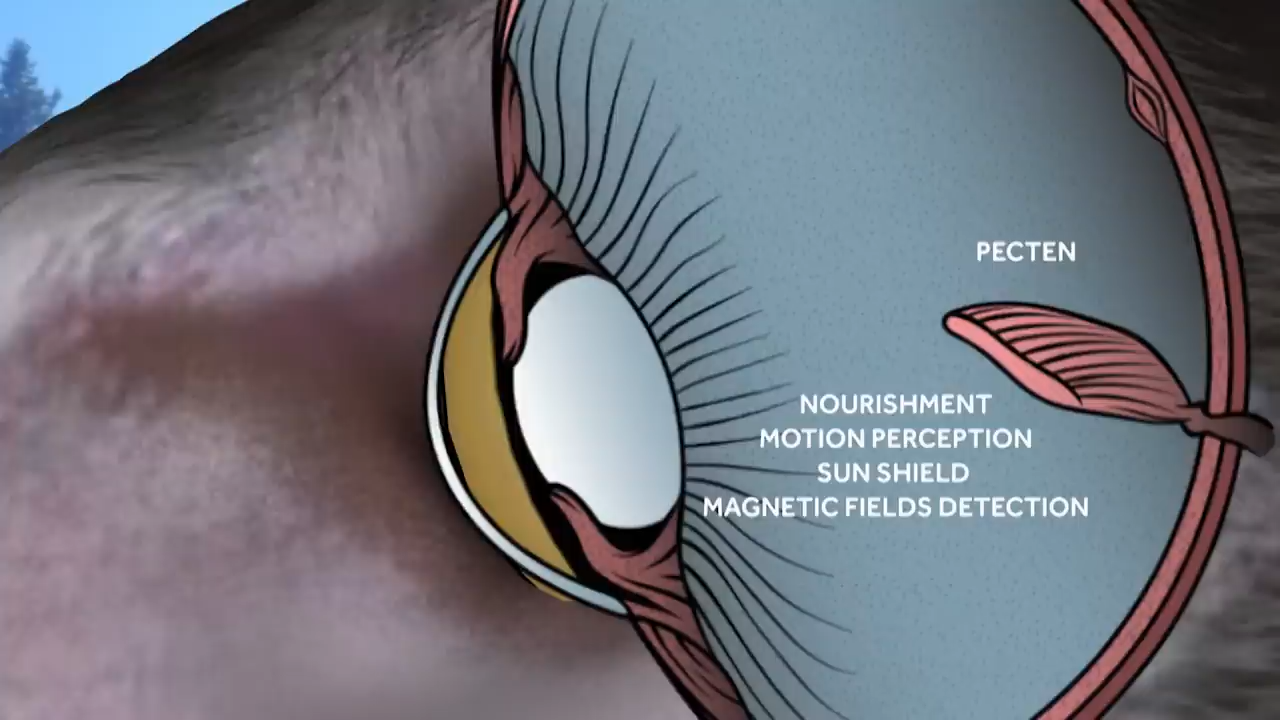 PECTEN
NOURISHMENT
MOTION PERCEPTION
SUN SHIELD
MAGNETIC FIELDS DETECTION